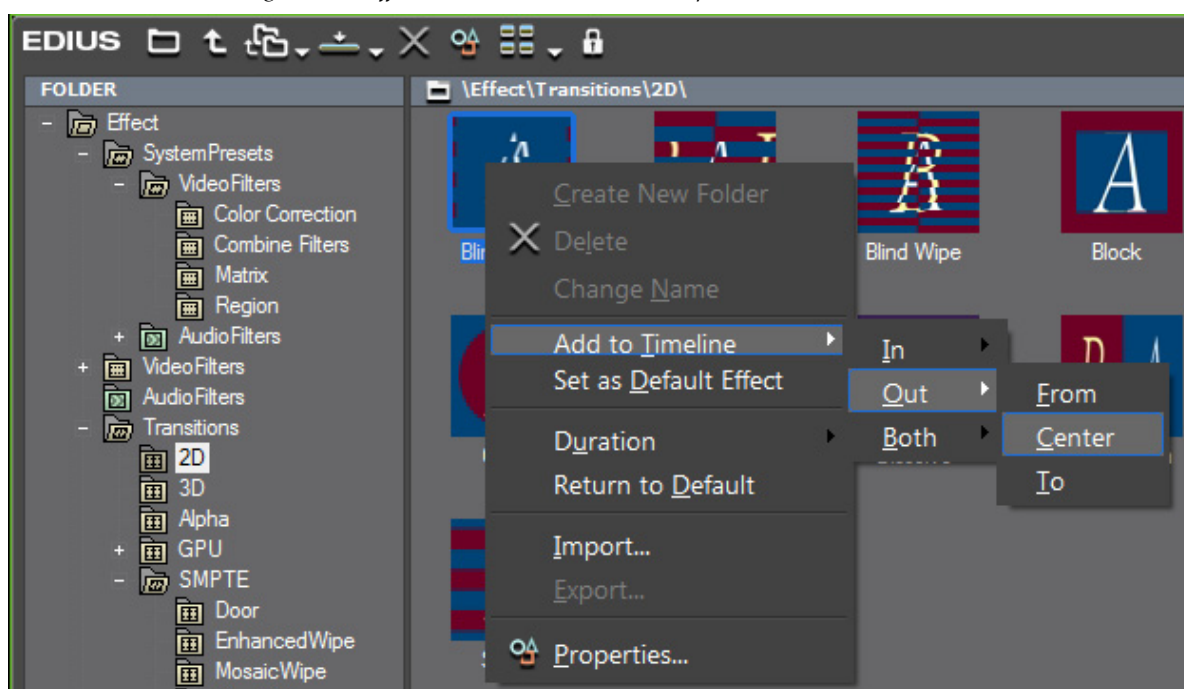 EDIUS
FOLDER
\Effect\Transitions\2D\
Effect
SystemPresets
VideoFilters
Color Correction
Combine Filters
Matrix
Region
AudioFilters
VideoFilters
AudioFilters
Transitions
2D
3D
Alpha
GPU
SMPTE
Door
EnhancedWipe
MosaicWipe
Blind Wipe
Block
Create New Folder
Delete
Change Name
Add to Timeline
Set as Default Effect
Duration
Return to Default
Import...
Export...
Properties...
In
Out
Both
From
Center
To